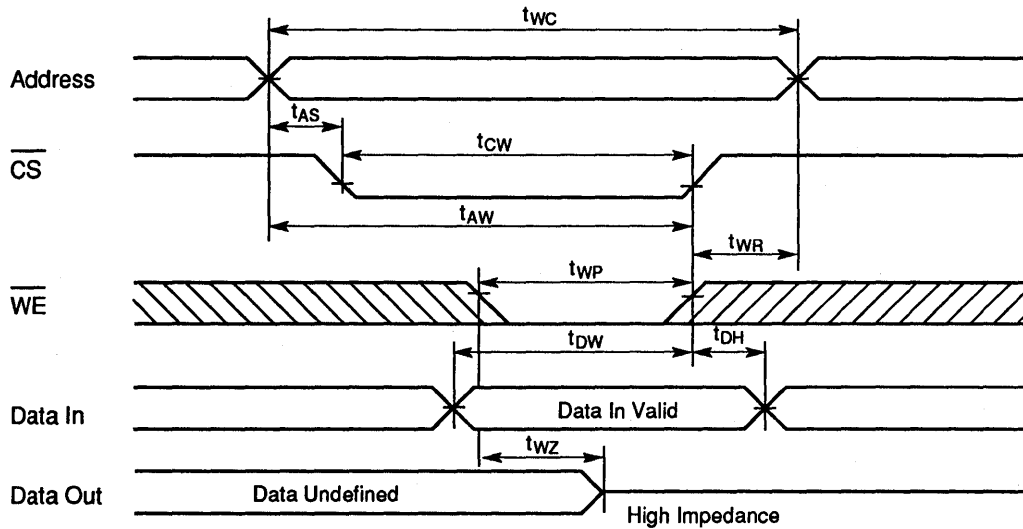 tWC
Address
tAS
tCW
CS
tAW
tWR
tWP
WE
tDW
tDH
Data In
Data In Valid
tWZ
Data Out
Data Undefined
High Impedance